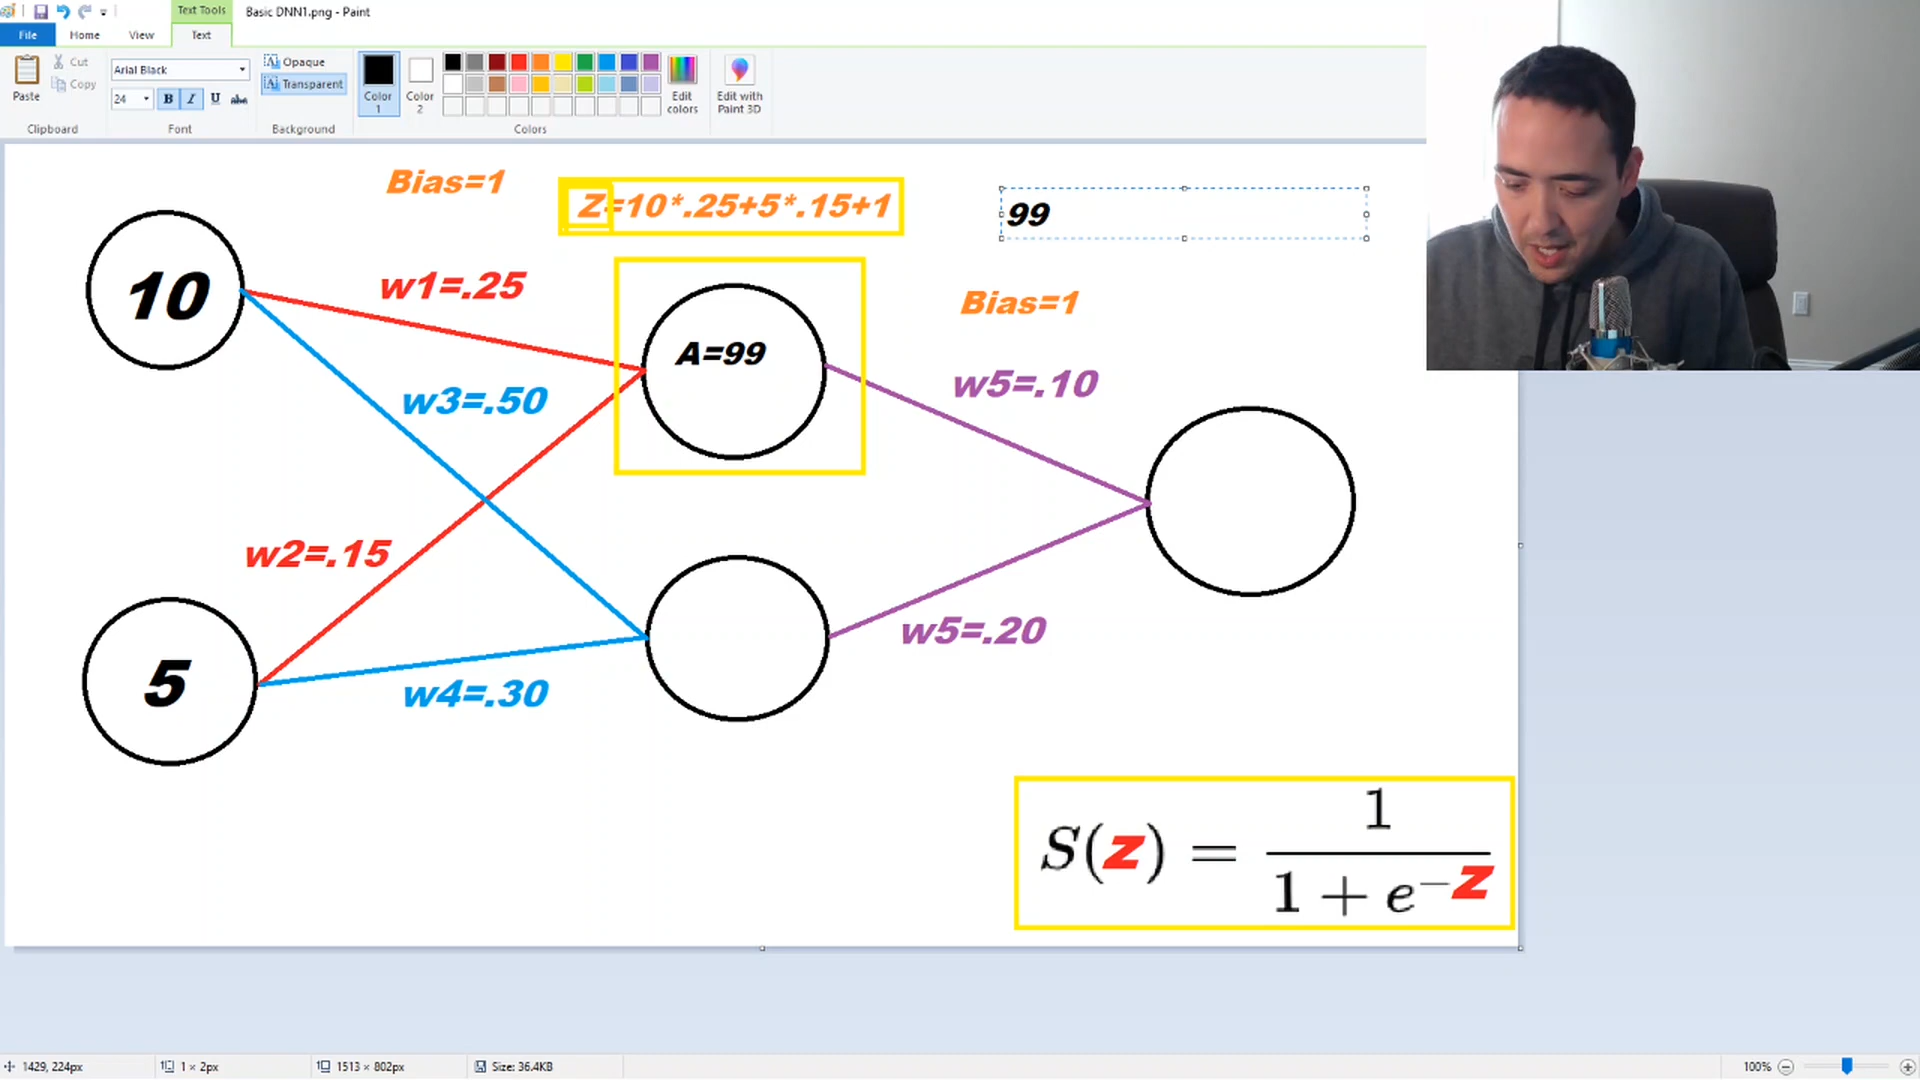 Text Tools
Basic DNN1.png - Paint
File
Home
View
Text
Paste
Cut
Copy
Clipboard
Arial Black
24
B
I
U
abc
Font
Opaque
Transparent
Background
Color 1
Color 2
Edit colors
Edit with Paint 3D
Colors
Bias=1
Z=10*.25+5*.15+1
99
10
w1=.25
A=99
Bias=1
w3=.50
w5=.10
w2=.15
5
w4=.30
w5=.20
S(z) = 1
1 + e−z
1429, 224px
1 × 2px
1513 × 802px
Size: 36.4KB
100%